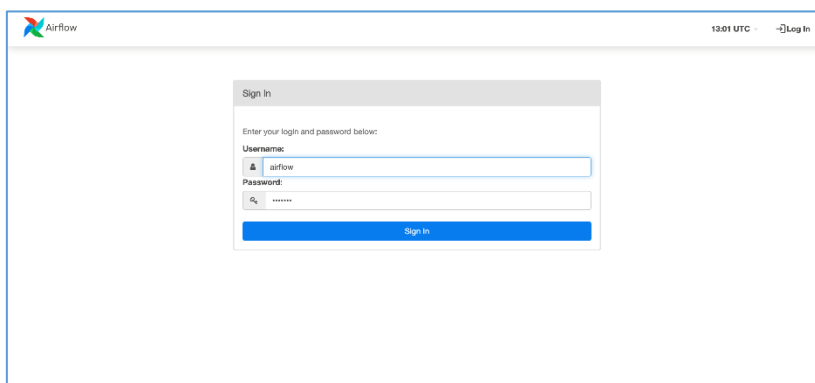 Airflow
13:01 UTC
Log In
Sign In
Enter your login and password below:
Username:
airflow
Password:
•••••••
Sign In